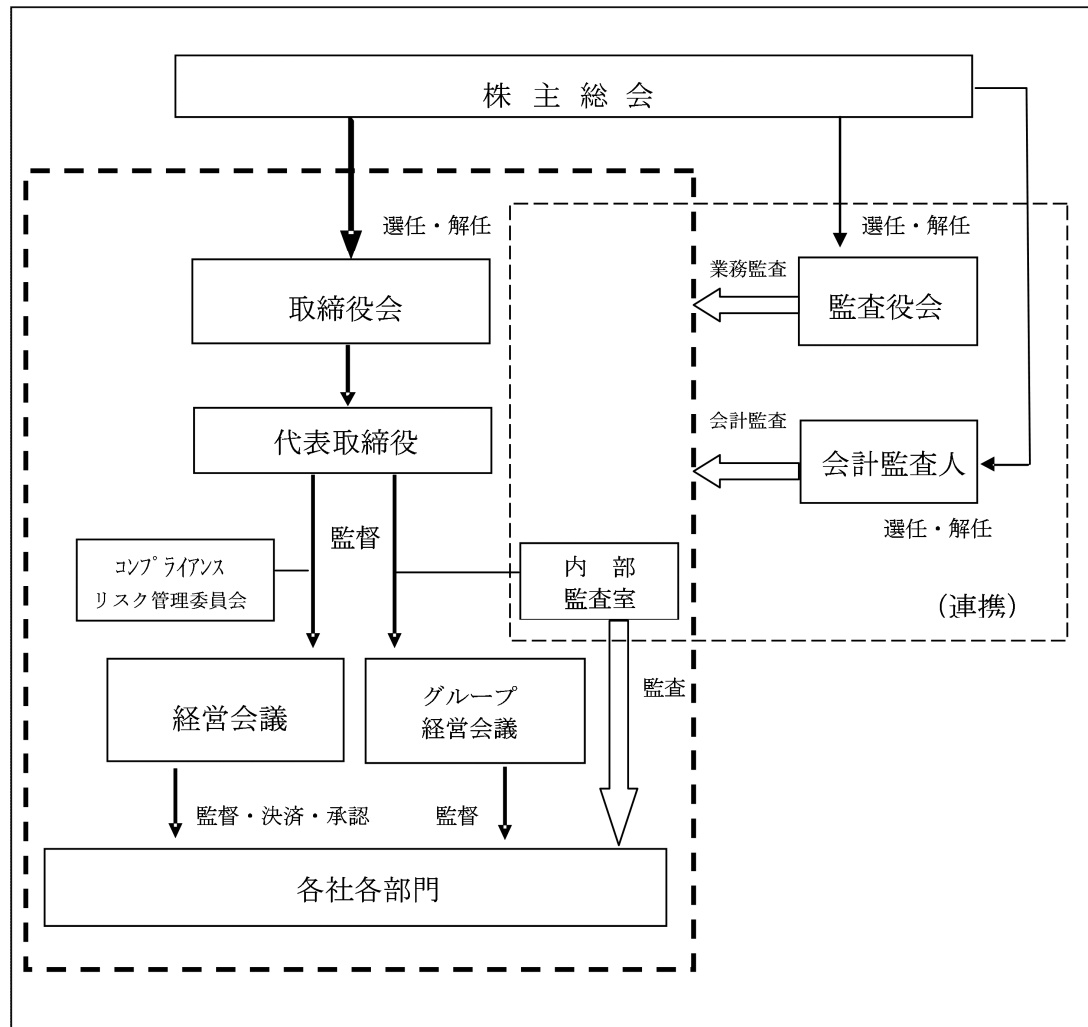 株主総会
選任・解任
選任・解任
業務監査
取締役会
監査役会
会計監査
代表取締役
会計監査人
選任・解任
監督
コンプライアンス
リスク管理委員会
内部
監査室
（連携）
監査
経営会議
グループ
経営会議
監督・決済・承認
監督
各社各部門